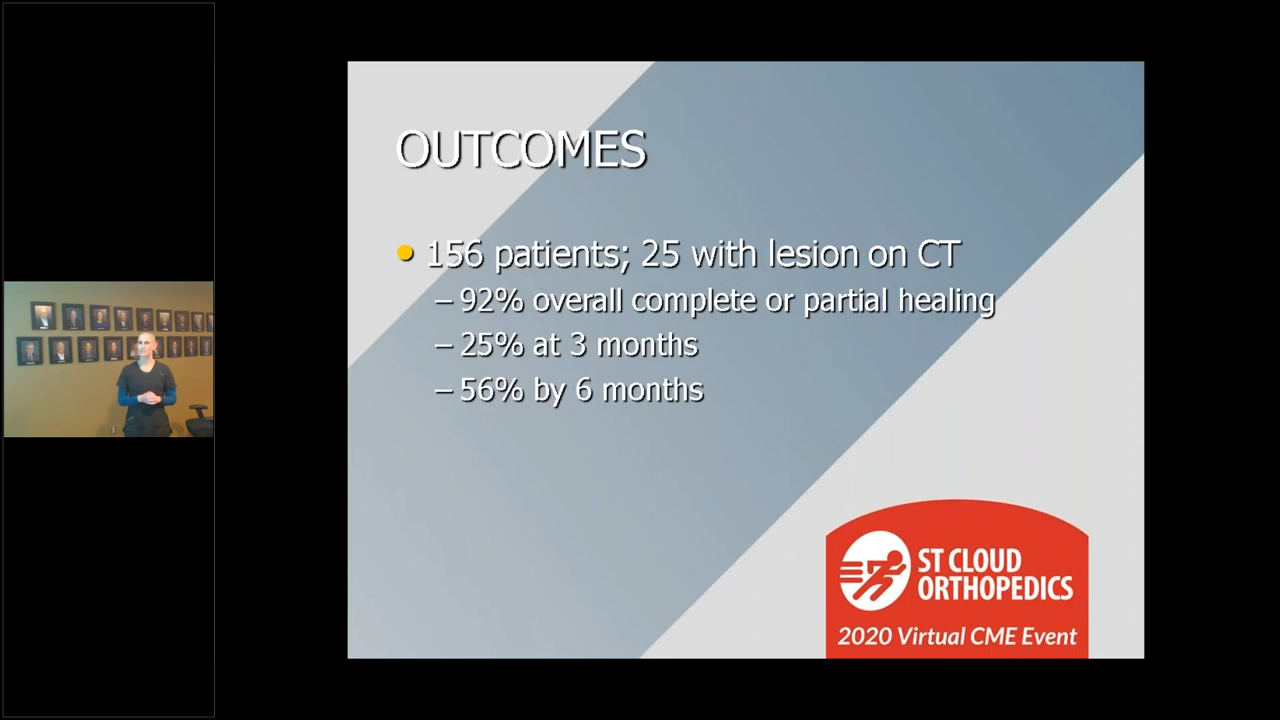 OUTCOMES
156 patients; 25 with lesion on CT
– 92% overall complete or partial healing
– 25% at 3 months
– 56% by 6 months
ST CLOUD
ORTHOPEDICS
2020 Virtual CME Event